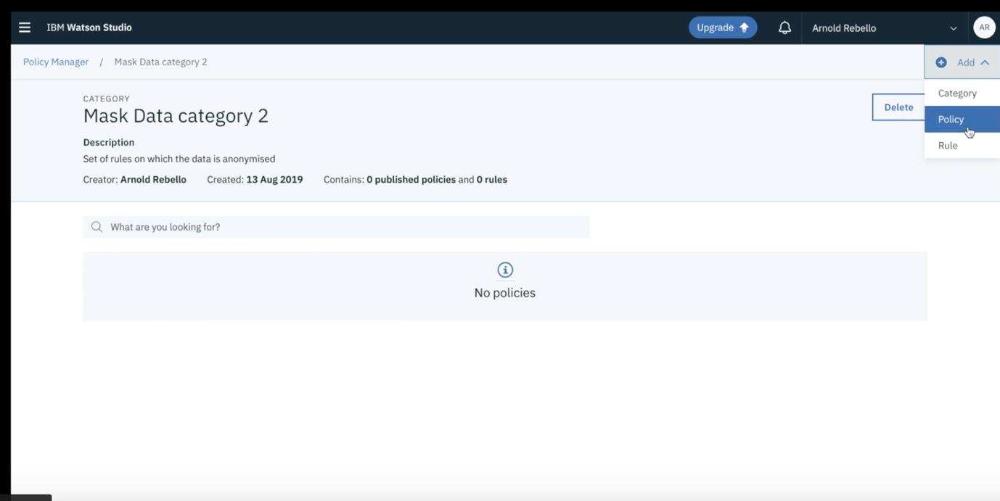 IBM Watson Studio
Upgrade
Arnold Rebello
AR
Policy Manager / Mask Data category 2
Add
Category
Policy
Rule
CATEGORY
Mask Data category 2
Delete
Description
Set of rules on which the data is anonymised
Creator: Arnold Rebello Created: 13 Aug 2019 Contains: 0 published policies and 0 rules
What are you looking for?
No policies